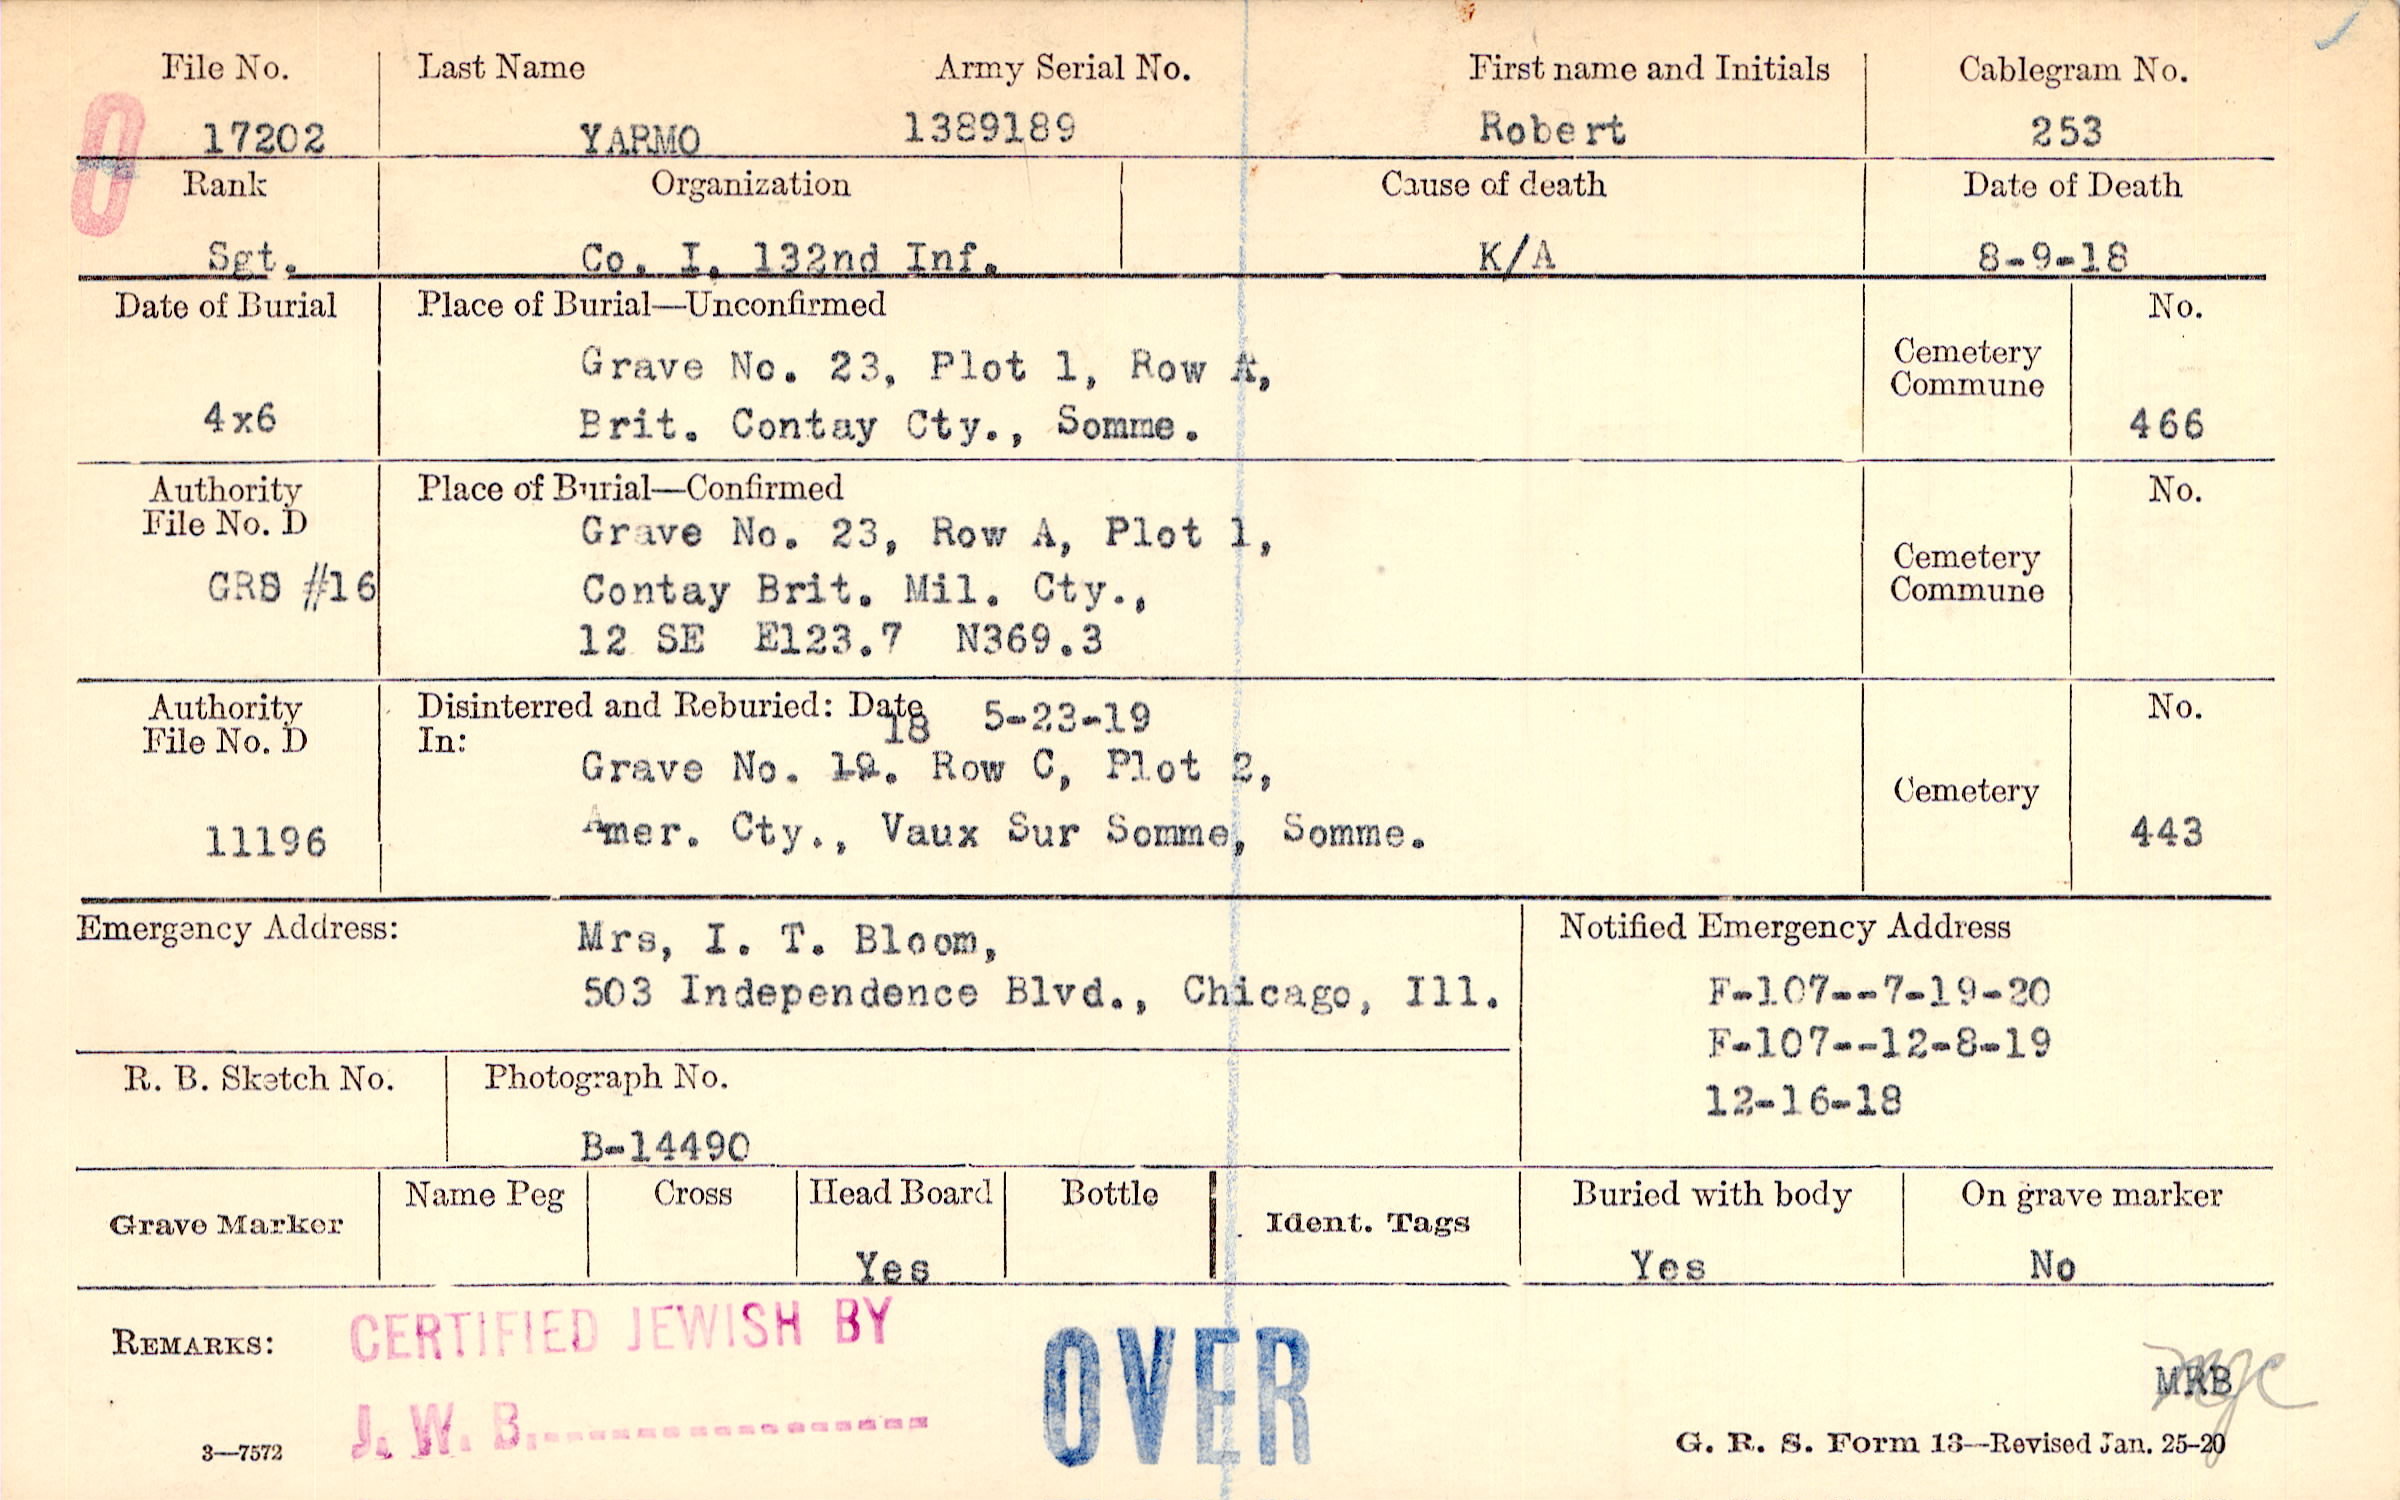 File No. Last Name Army Serial No. First name and Initials Cablegram No.
17202 YARMO 1389189 Robert 253
Rank Organization Cause of death Date of Death
Sgt. Co. I, 132nd Inf. K/A 8-9-18
Date of Burial Place of Burial—Unconfirmed Cemetery Commune No.
Grave No. 23, Plot 1, Row A,
4x6 Brit. Contay Cty., Somme. 466
Authority File No. D Place of Burial—Confirmed Cemetery Commune No.
Grave No. 23, Row A, Plot 1,
GRS #16 Contay Brit. Mil. Cty.,
12 SE E123.7 N369.3
Authority File No. D Disinterred and Reburied: Date 5-23-19 No.
In: 18
Grave No. 19. Row C, Plot 2, Cemetery
11196 Amer. Cty., Vaux Sur Somme, Somme. 443
Emergency Address: Mrs, I. T. Bloom, Notified Emergency Address
503 Independence Blvd., Chicago, Ill. F-107--7-19-20
F-107--12-8-19
12-16-18
R. B. Sketch No. Photograph No.
B-14490
Grave Marker Name Peg Cross Head Board Bottle Ident. Tags Buried with body On grave marker
Yes Yes No
REMARKS: CERTIFIED JEWISH BY
J. W. B.
OVER
MRB
3—7572 G. R. S. Form 13—Revised Jan. 25-20